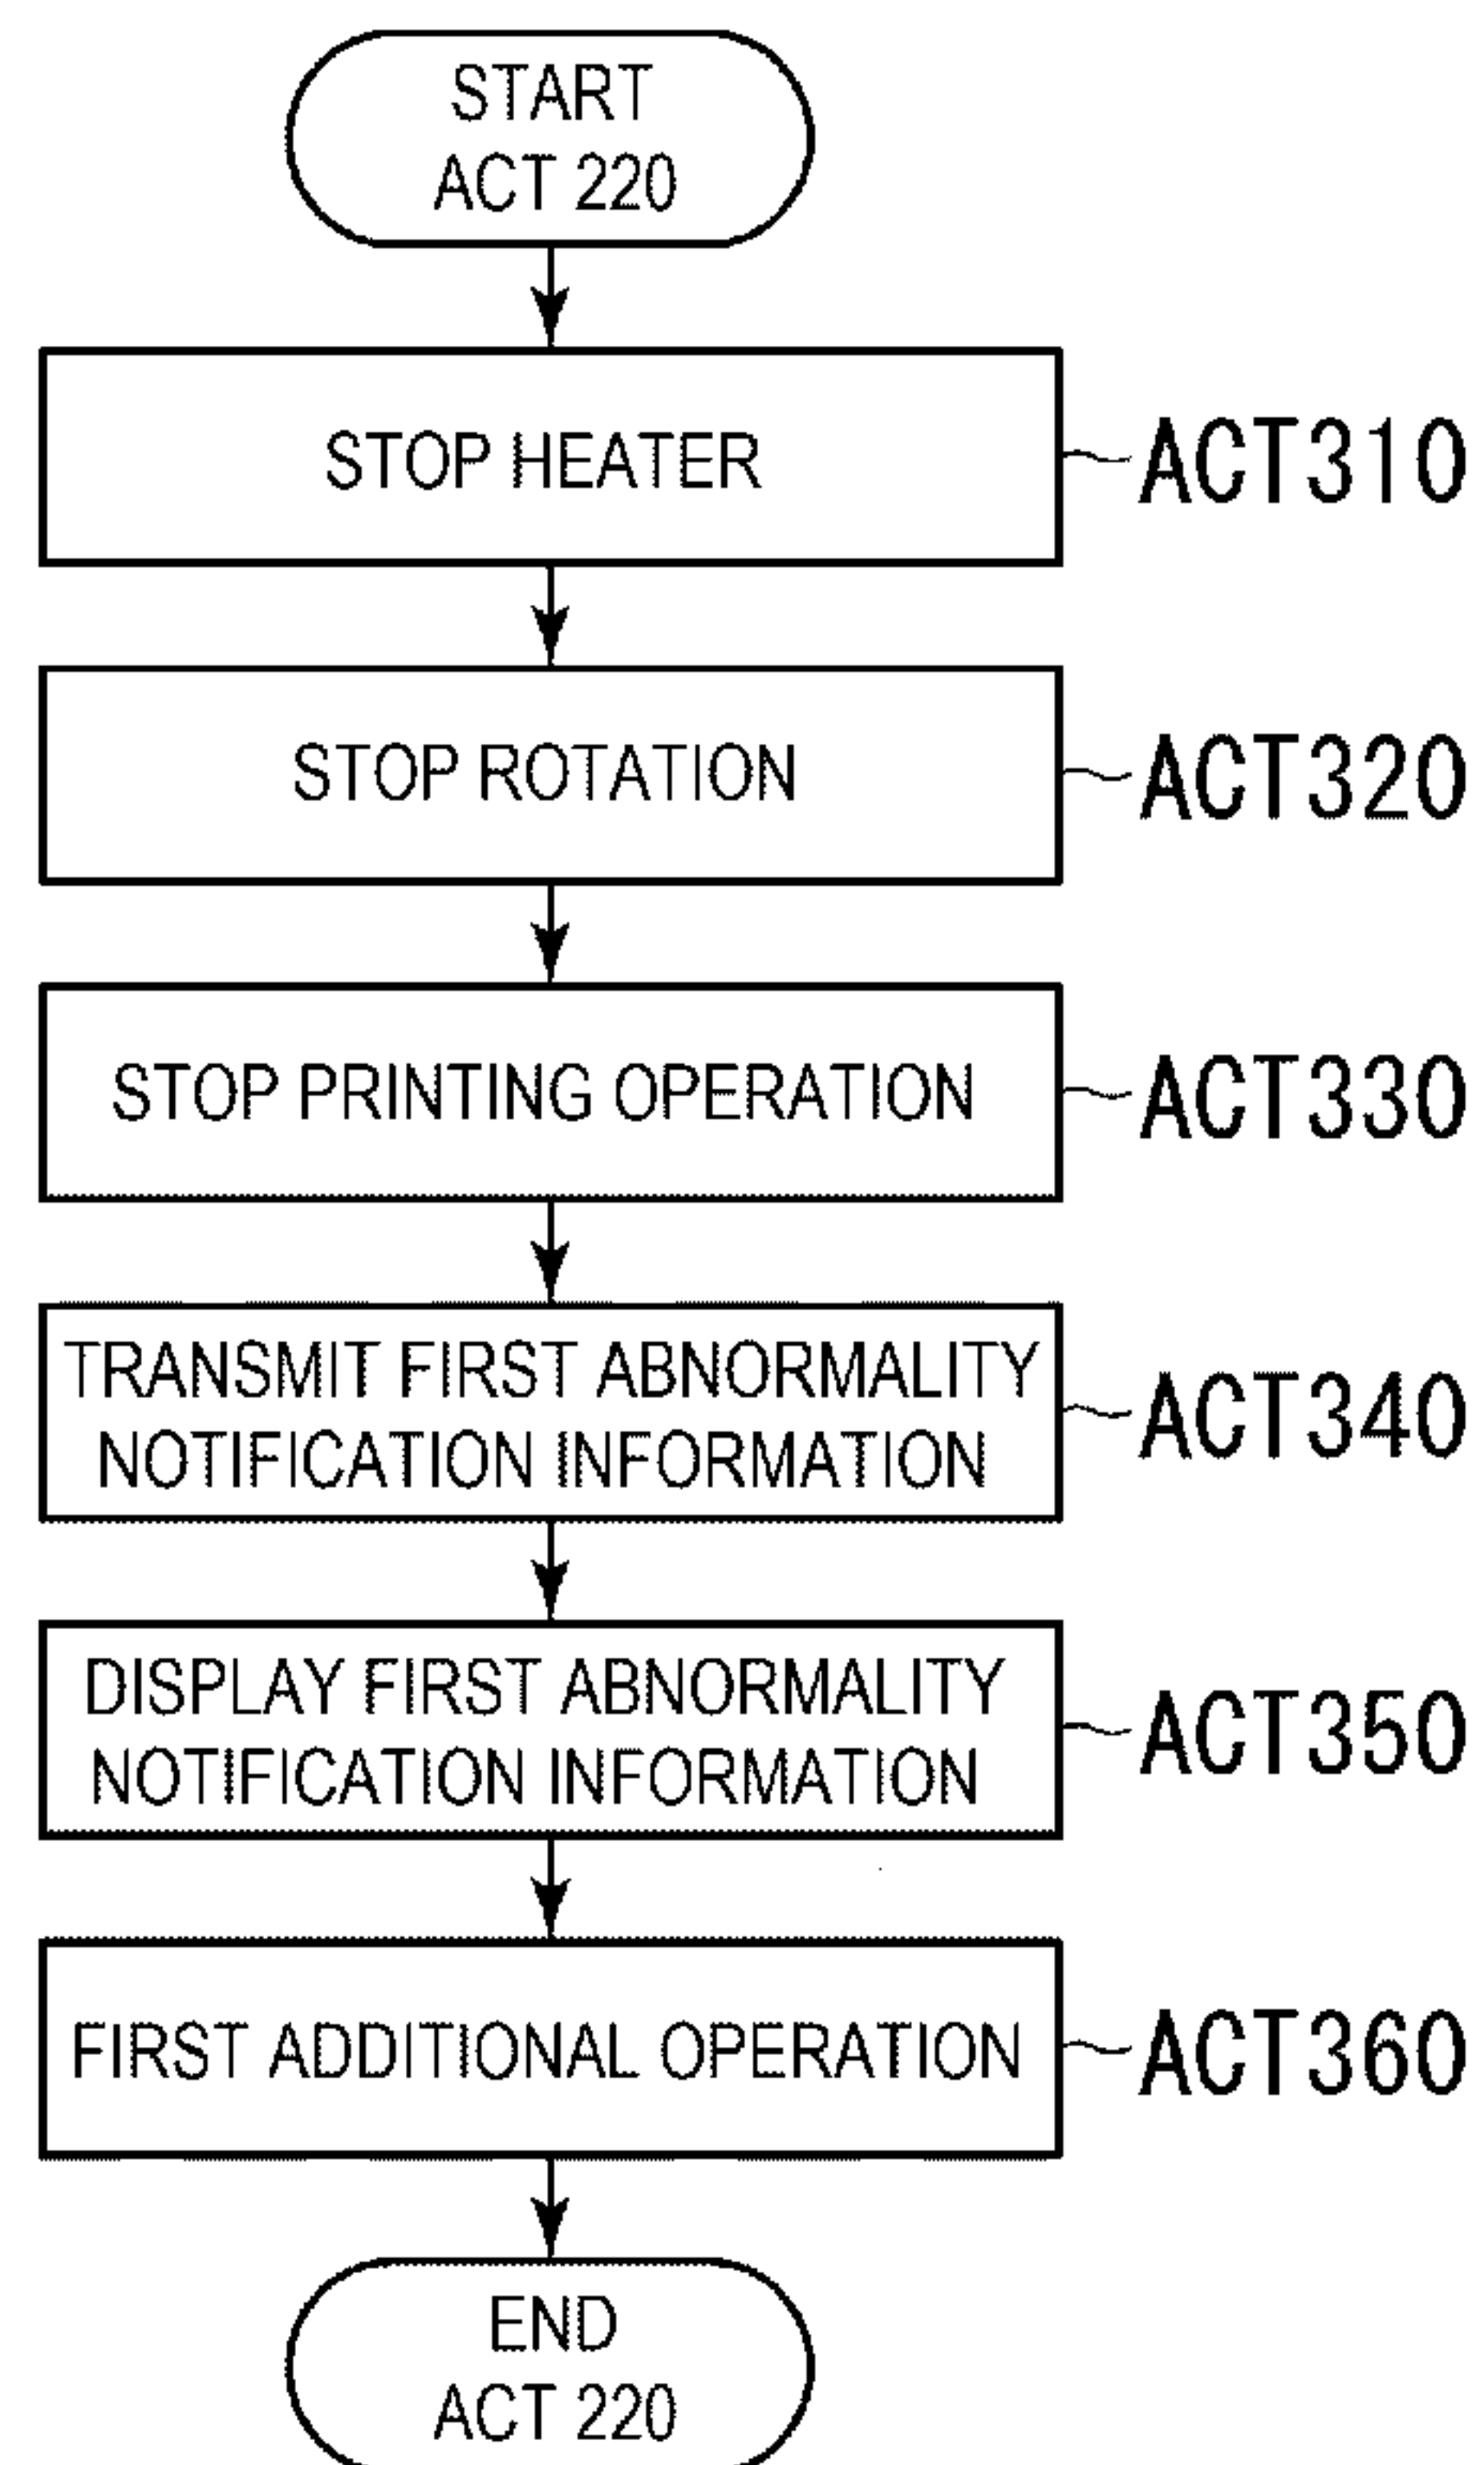 START
ACT 220
STOP HEATER
ACT310
STOP ROTATION
ACT320
STOP PRINTING OPERATION
ACT330
TRANSMIT FIRST ABNORMALITY
NOTIFICATION INFORMATION
ACT340
DISPLAY FIRST ABNORMALITY
NOTIFICATION INFORMATION
ACT350
FIRST ADDITIONAL OPERATION
ACT360
END
ACT 220